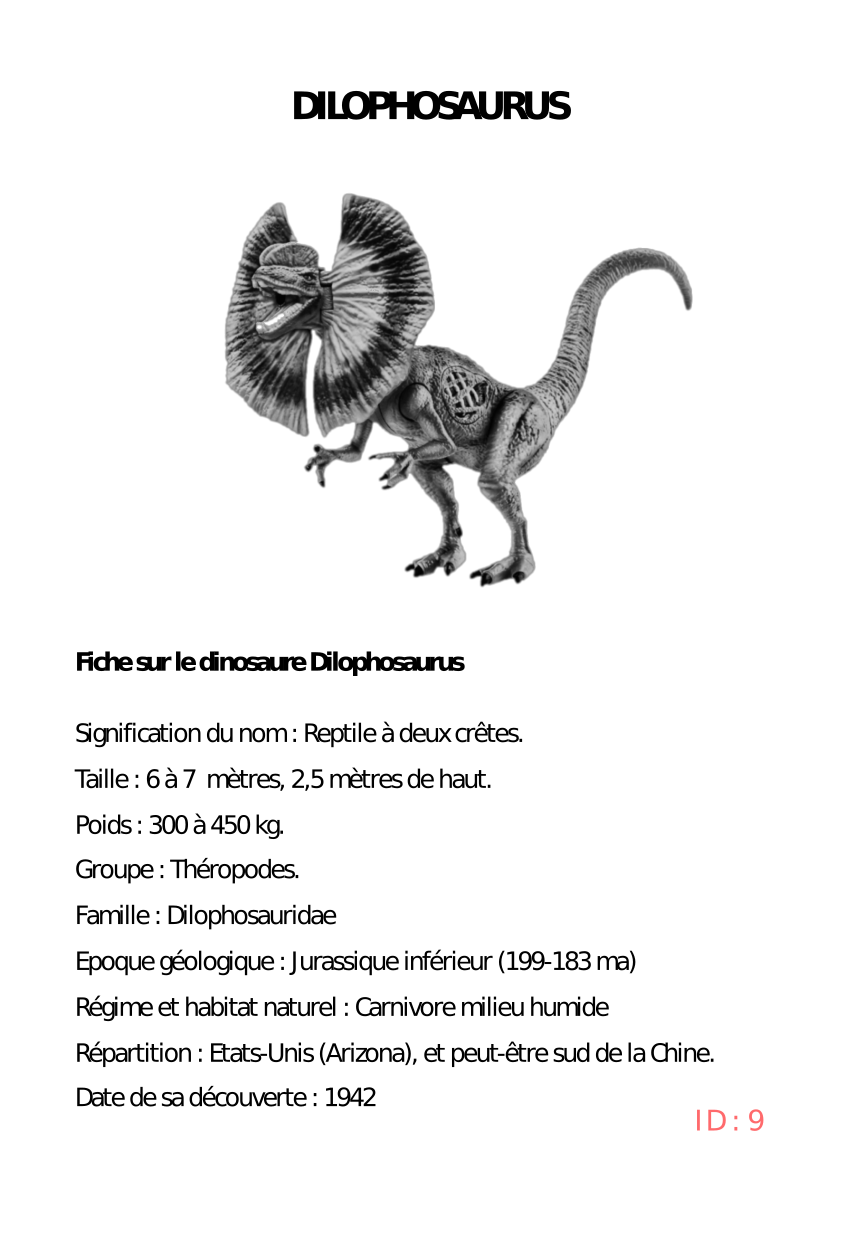 DILOPHOSAURUS
Fiche sur le dinosaure Dilophosaurus
Signification du nom : Reptile à deux crêtes.
Taille : 6 à 7 mètres, 2,5 mètres de haut.
Poids : 300 à 450 kg.
Groupe : Théropodes.
Famille : Dilophosauridae
Epoque géologique : Jurassique inférieur (199-183 ma)
Régime et habitat naturel : Carnivore milieu humide
Répartition : Etats-Unis (Arizona), et peut-être sud de la Chine.
Date de sa découverte : 1942
ID : 9